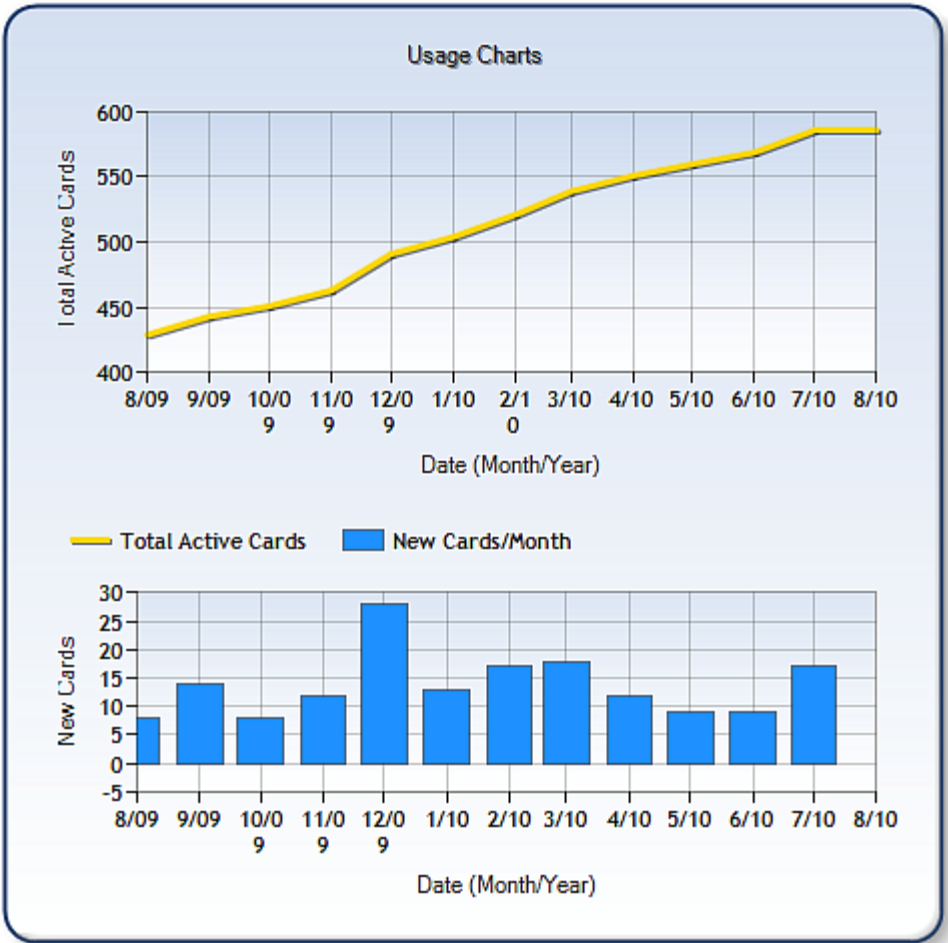 Usage Charts
600
550
500
450
400
Total Active Cards
8/09 9/09 10/0 11/0 12/0 1/10 2/1 3/10 4/10 5/10 6/10 7/10 8/10
9 9 9 0
Date (Month/Year)
Total Active Cards New Cards/Month
30
25
20
15
10
5
0
-5
New Cards
8/09 9/09 10/0 11/0 12/0 1/10 2/10 3/10 4/10 5/10 6/10 7/10 8/10
9 9 9
Date (Month/Year)